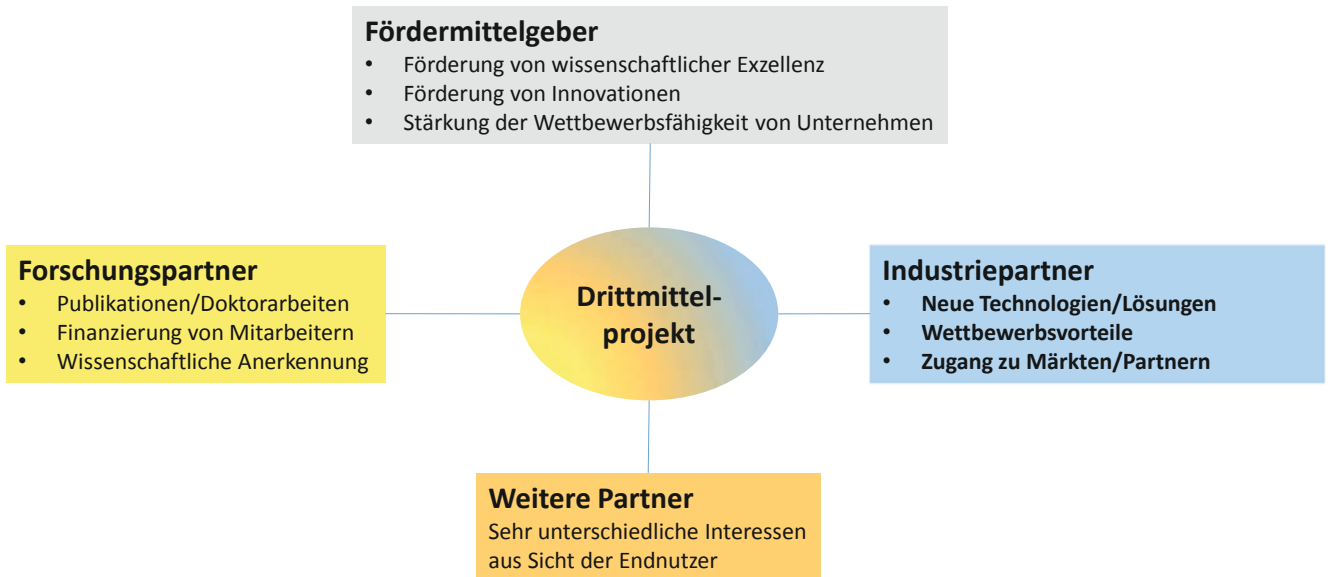 Fördermittelgeber
• Förderung von wissenschaftlicher Exzellenz
• Förderung von Innovationen
• Stärkung der Wettbewerbsfähigkeit von Unternehmen
Forschungspartner
• Publikationen/Doktorarbeiten
• Finanzierung von Mitarbeitern
• Wissenschaftliche Anerkennung
Drittmittel-
projekt
Industriepartner
• Neue Technologien/Lösungen
• Wettbewerbsvorteile
• Zugang zu Märkten/Partnern
Weitere Partner
Sehr unterschiedliche Interessen
aus Sicht der Endnutzer